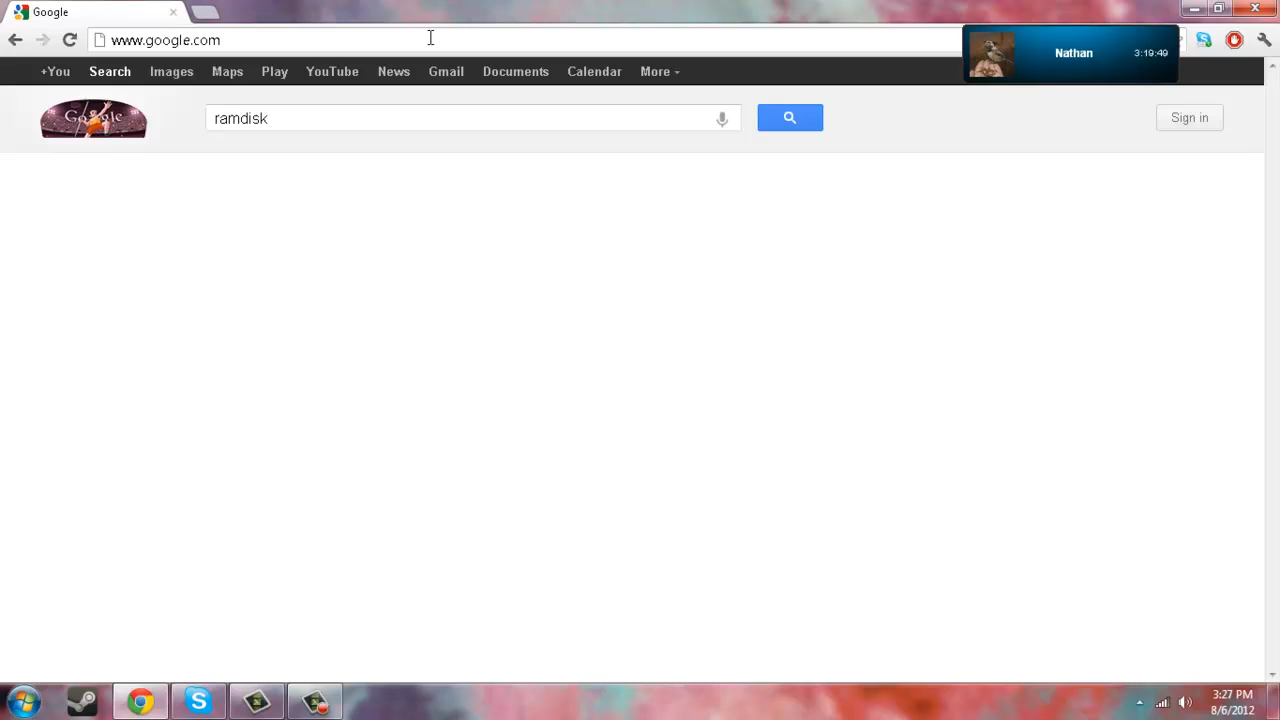 Google
www.google.com
Nathan 3:19:49
+You Search Images Maps Play YouTube News Gmail Documents Calendar More
Google
ramdisk
Sign in
3:27 PM
8/6/2012